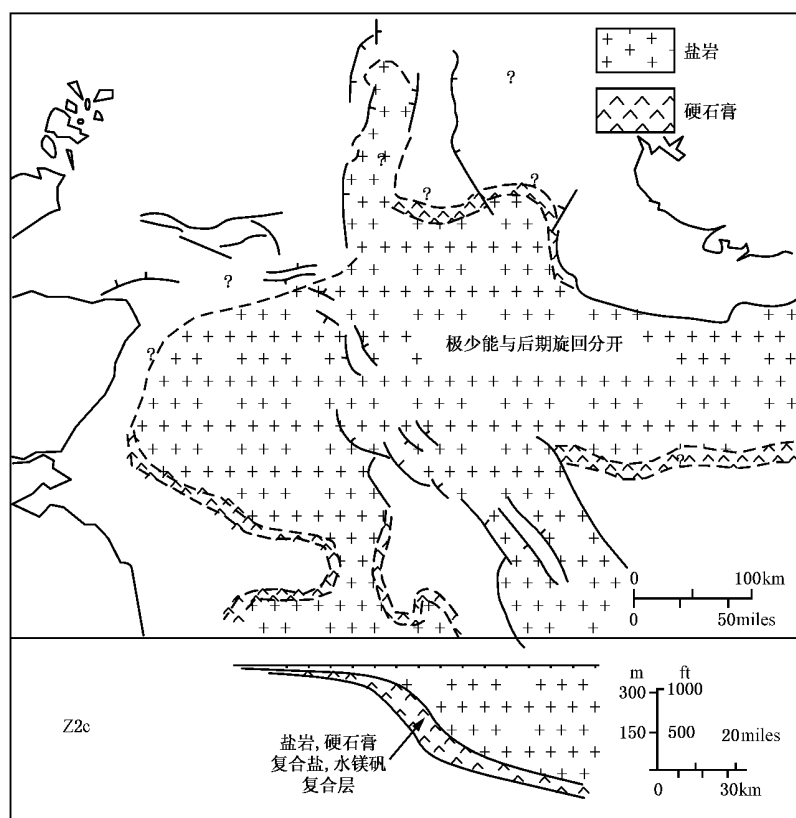 ?
盐岩
硬石膏
?
?
?
?
?
极少能与后期旋回分开
?
0 100km
0 50miles
Z2c
盐岩,硬石膏
复合盐,水镁矾
复合层
m ft
300 1000
150 500 20miles
0 30km